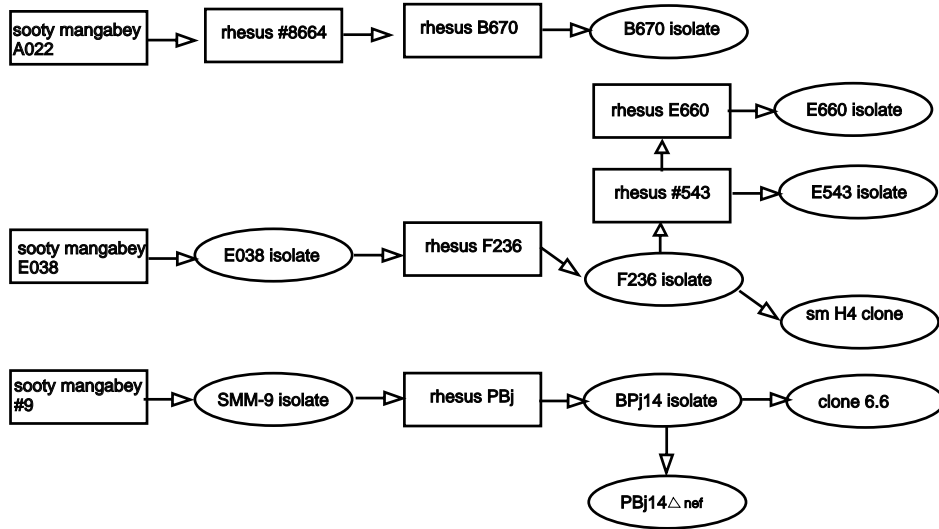 sooty mangabey
A022
rhesus #8664
rhesus B670
B670 isolate
rhesus E660
E660 isolate
rhesus #543
E543 isolate
sooty mangabey
E038
E038 isolate
rhesus F236
F236 isolate
sm H4 clone
sooty mangabey
#9
SMM-9 isolate
rhesus PBj
BPj14 isolate
clone 6.6
PBj14△ nef